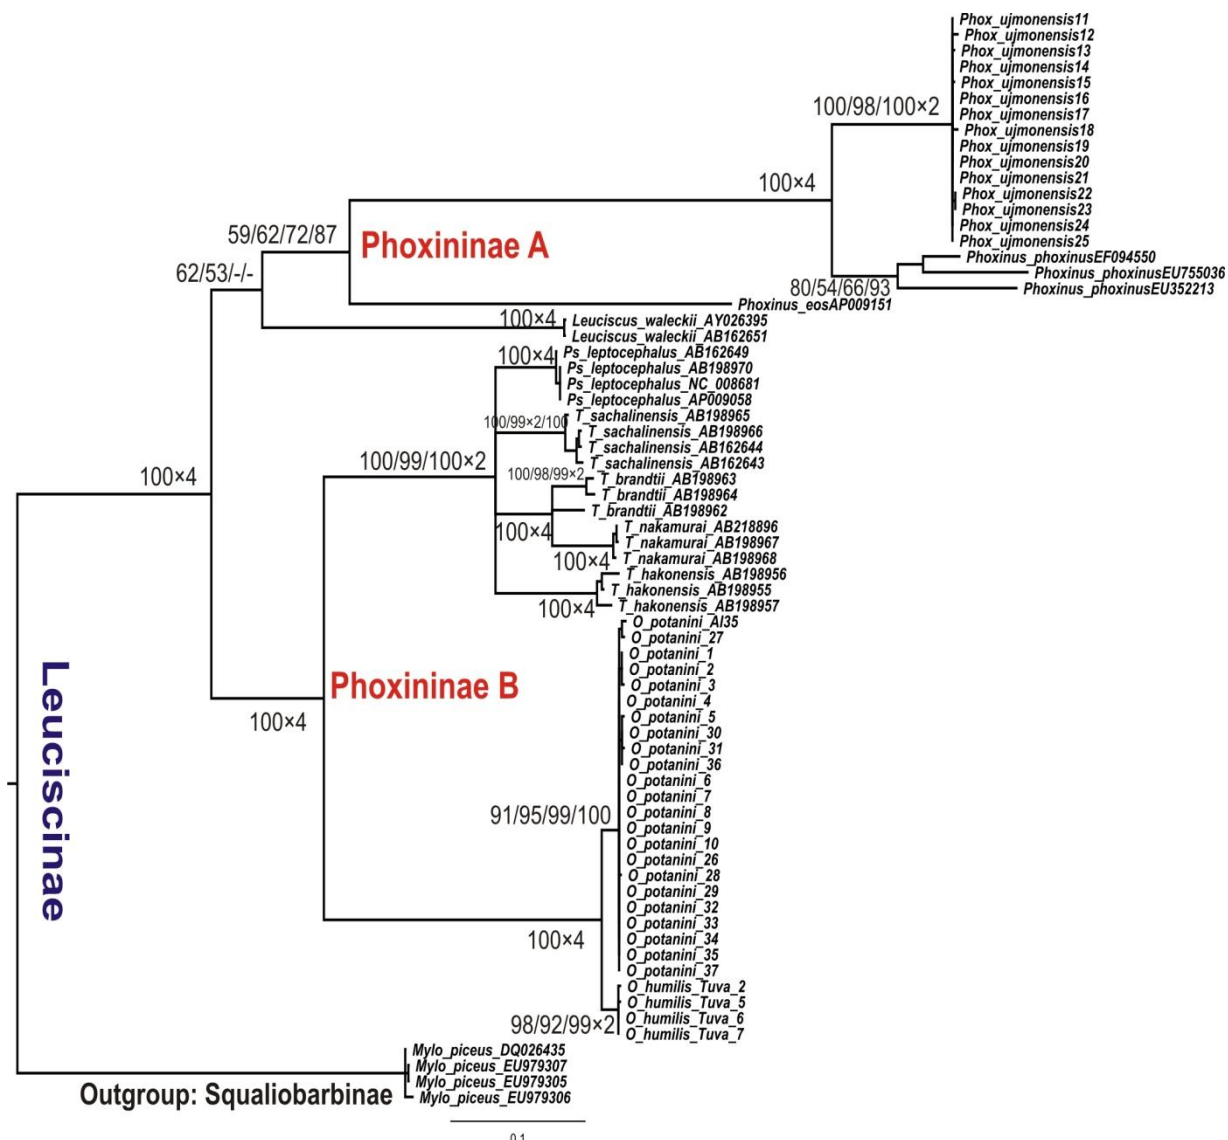 Phox_ujmonensis11
Phox_ujmonensis12
Phox_ujmonensis13
Phox_ujmonensis14
Phox_ujmonensis15
Phox_ujmonensis16
100/98/100×2
Phox_ujmonensis17
Phox_ujmonensis18
Phox_ujmonensis19
Phox_ujmonensis20
Phox_ujmonensis21
100×4
Phox_ujmonensis22
Phox_ujmonensis23
Phox_ujmonensis24
59/62/72/87
Phoxininae A
Phox_ujmonensis25
Phoxinus_phoxinusEF094550
62/53/-/-
Phoxinus_phoxinusEU755036
80/54/66/93
Phoxinus_phoxinusEU352213
Phoxinus_eosAP009151
100×4
Leuciscus_waleckii_AY026395
Leuciscus_waleckii_AB162651
100×4
Ps_leptocephalus_AB162649
Ps_leptocephalus_AB198970
Ps_leptocephalus_NC_008681
Ps_leptocephalus_AP009058
100/99×2/100
T_sachalinensis_AB198965
T_sachalinensis_AB198966
T_sachalinensis_AB162644
100/99/100×2
T_sachalinensis_AB162643
100×4
100/98/99×2
T_brandtii_AB198963
T_brandtii_AB198964
T_brandtii_AB198962
100×4
T_nakamurai_AB218896
T_nakamurai_AB198967
100×4
T_nakamurai_AB198968
T_hakonensis_AB198956
T_hakonensis_AB198955
100×4
T_hakonensis_AB198957
O_potanini_Al35
O_potanini_27
O_potanini_1
O_potanini_2
Phoxininae B
O_potanini_3
O_potanini_4
100×4
O_potanini_5
O_potanini_30
O_potanini_31
O_potanini_36
O_potanini_6
Leuciscinae
O_potanini_7
91/95/99/100
O_potanini_8
O_potanini_9
O_potanini_10
O_potanini_26
O_potanini_28
O_potanini_29
O_potanini_32
O_potanini_33
100×4
O_potanini_34
O_potanini_35
O_potanini_37
O_humilis_Tuva_2
O_humilis_Tuva_5
98/92/99×2
O_humilis_Tuva_6
O_humilis_Tuva_7
Mylo_piceus_DQ026435
Mylo_piceus_EU979307
Mylo_piceus_EU979305
Outgroup: Squaliobarbinae
Mylo_piceus_EU979306
0.1